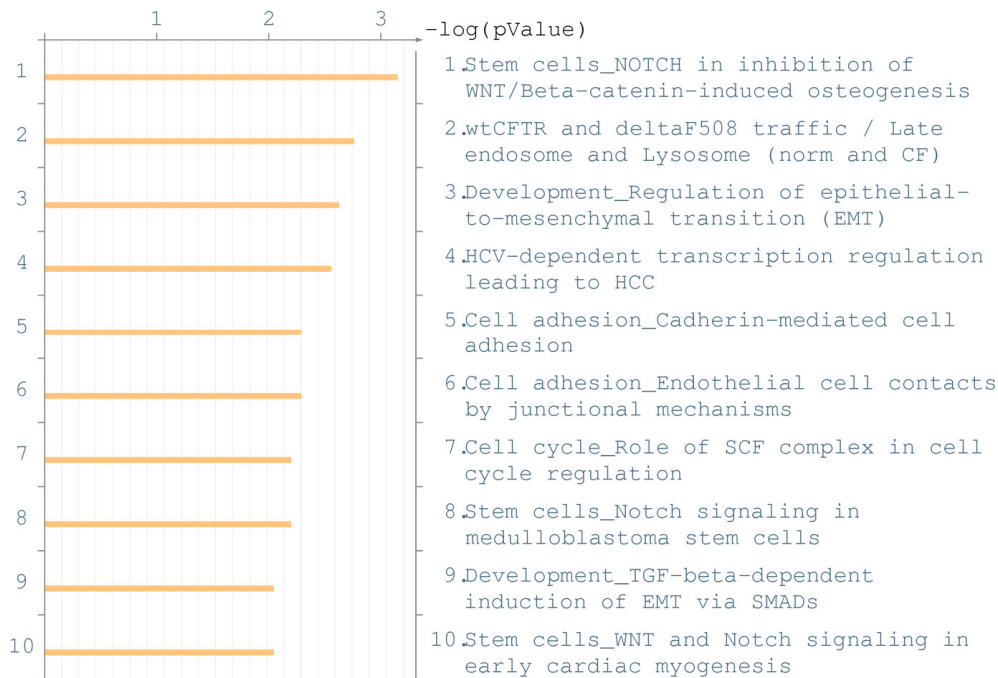 1 2 3
-log(pValue)
1 1.Stem cells_NOTCH in inhibition of
WNT/Beta-catenin-induced osteogenesis
2 2.wtCFTR and deltaF508 traffic / Late
endosome and Lysosome (norm and CF)
3 3.Development_Regulation of epithelial-
to-mesenchymal transition (EMT)
4 4.HCV-dependent transcription regulation
leading to HCC
5 5.Cell adhesion_Cadherin-mediated cell
adhesion
6 6.Cell adhesion_Endothelial cell contacts
by junctional mechanisms
7 7.Cell cycle_Role of SCF complex in cell
cycle regulation
8 8.Stem cells_Notch signaling in
medulloblastoma stem cells
9 9.Development_TGF-beta-dependent
induction of EMT via SMADs
10 10.Stem cells_WNT and Notch signaling in
early cardiac myogenesis